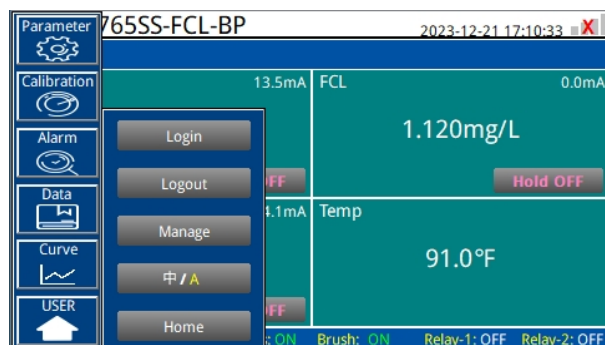 Parameter
765SS-FCL-BP
2023-12-21 17:10:33
X
Calibration
13.5mA
FCL
0.0mA
1.120mg/L
Alarm
Login
Logout
FF
Hold OFF
Data
4.1mA
Temp
Manage
91.0°F
Curve
中/A
USER
FF
Home
: ON
Brush: ON
Relay-1: OFF
Relay-2: OFF